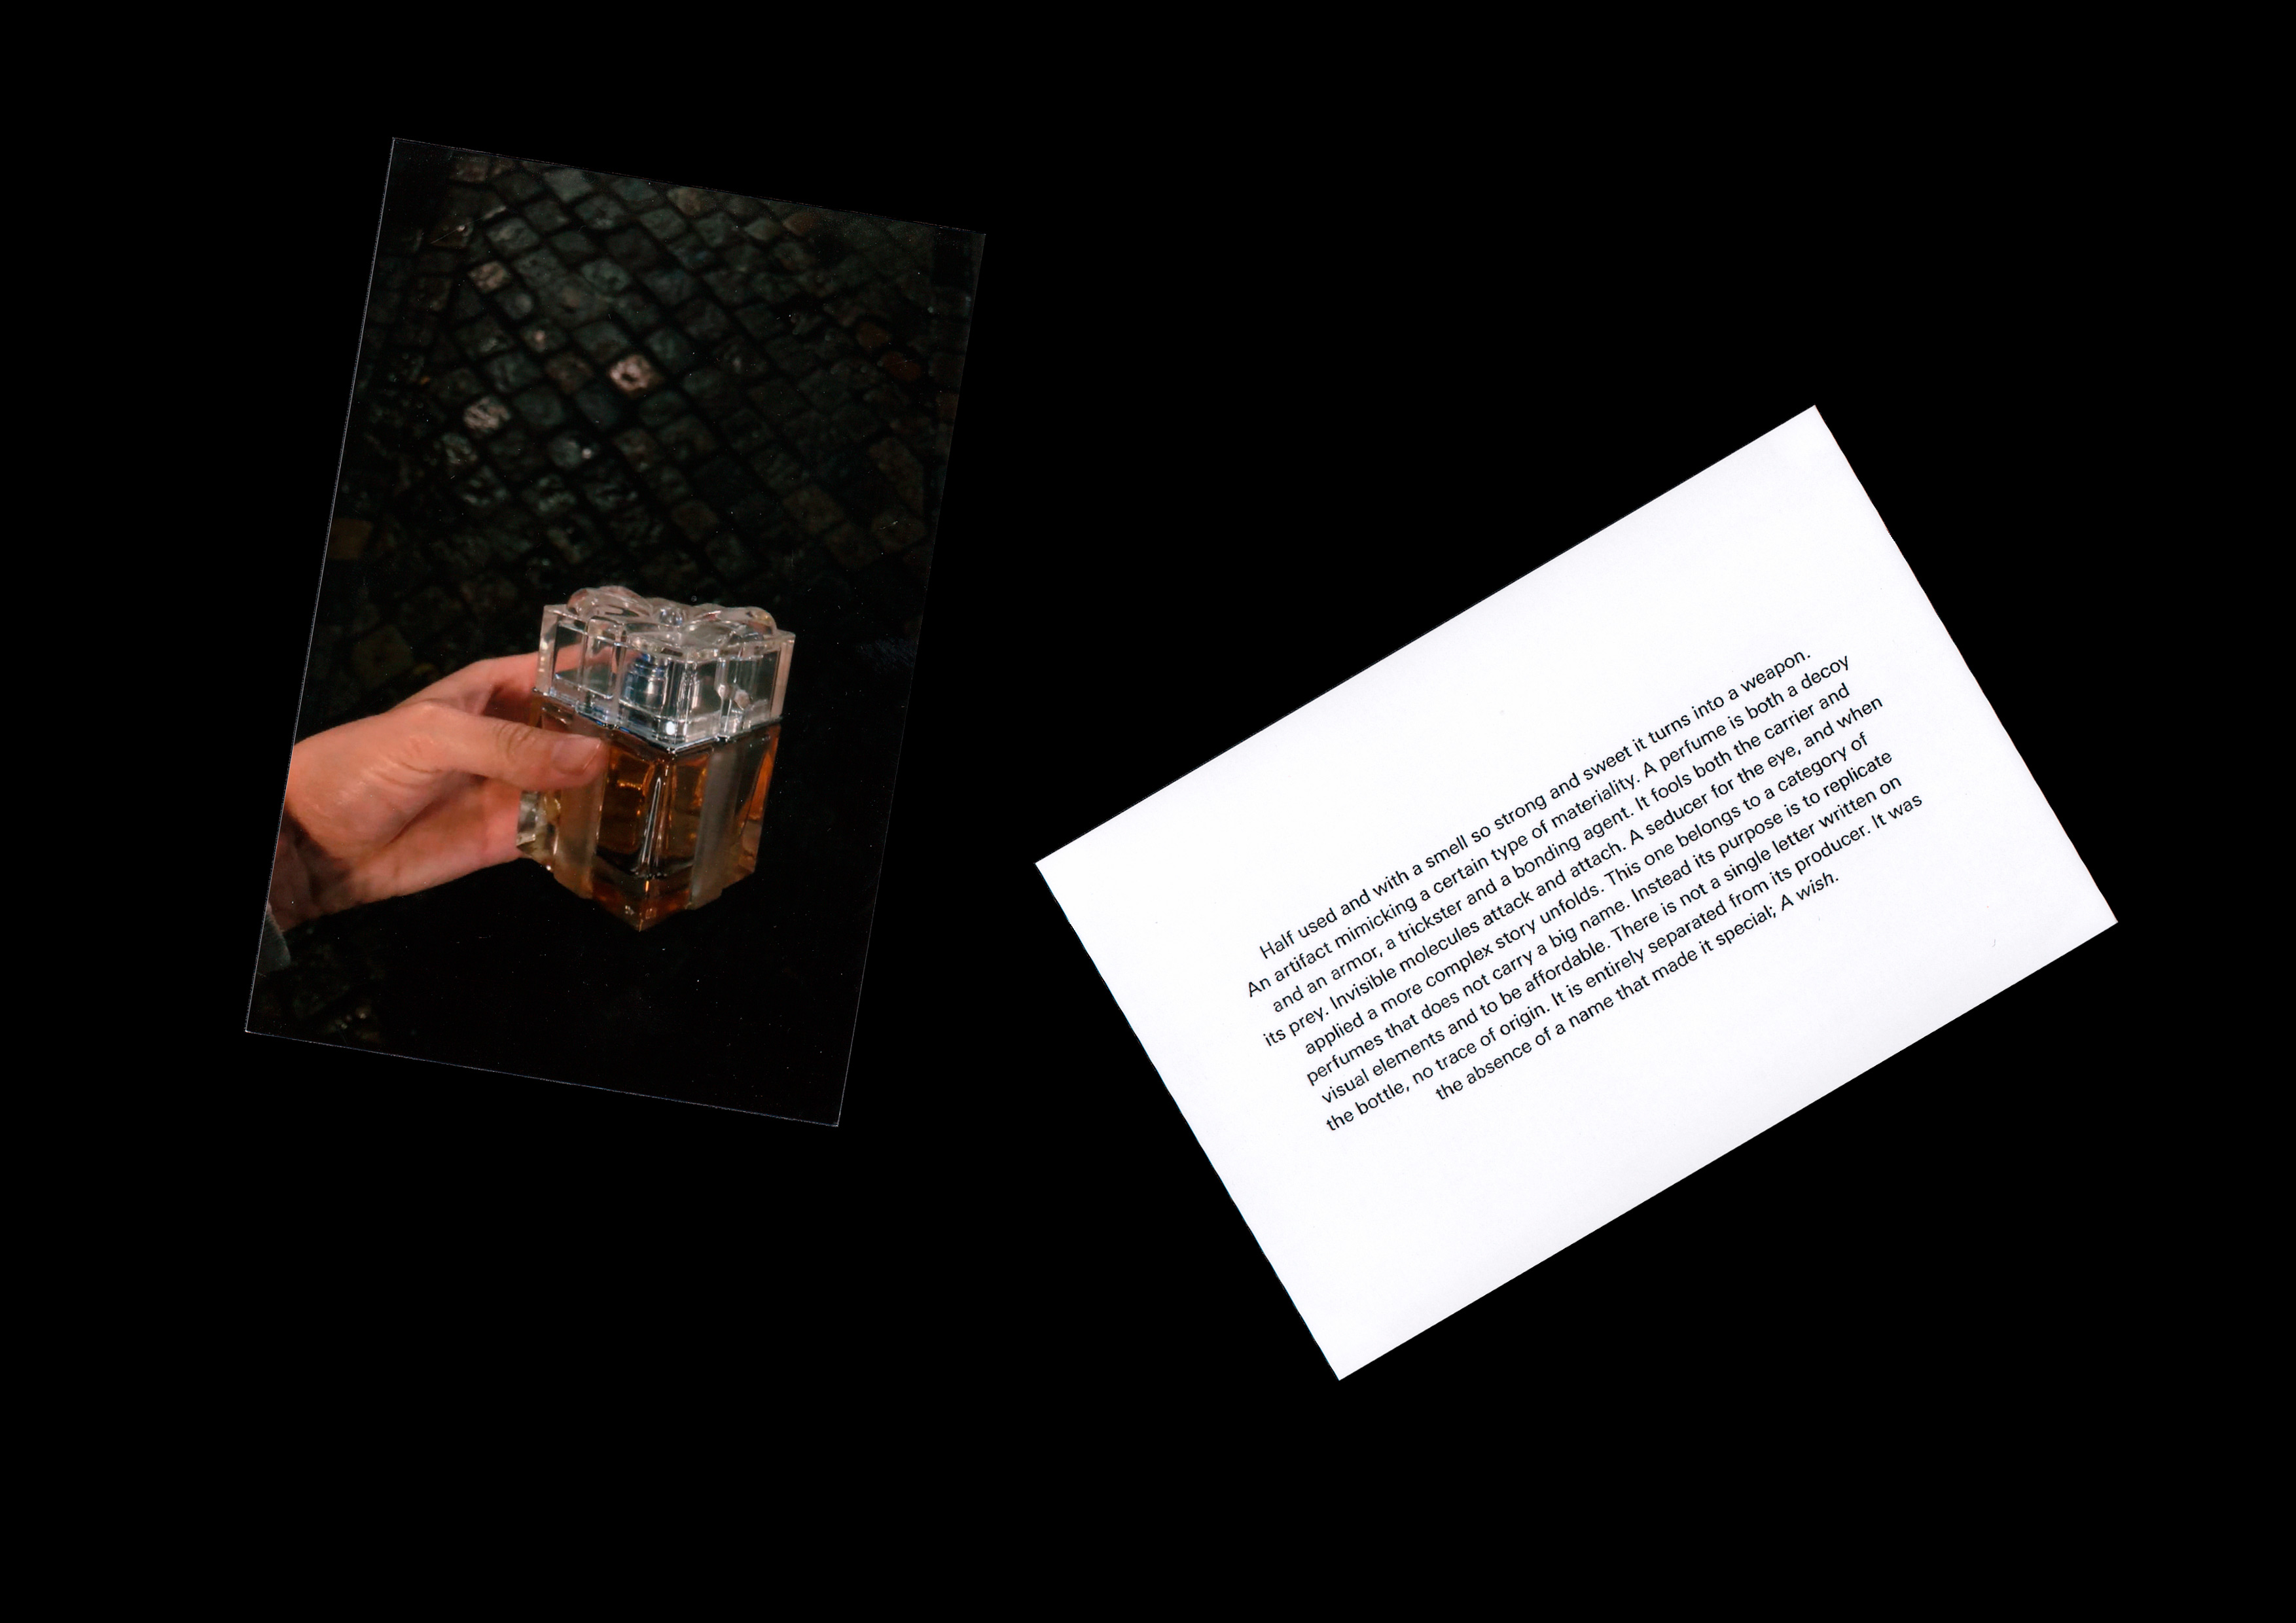 Half used and with a smell so strong and sweet it turns into a weapon.
An artifact mimicking a certain type of materiality. A perfume is both a decoy
and an armor, a trickster and a bonding agent. It fools both the carrier and
its prey. Invisible molecules attack and attach. A seducer for the eye, and when
applied a more complex story unfolds. This one belongs to a category of
perfumes that does not carry a big name. Instead its purpose is to replicate
visual elements and to be affordable. There is not a single letter written on
the bottle, no trace of origin. It is entirely separated from its producer. It was
the absence of a name that made it special; A wish.